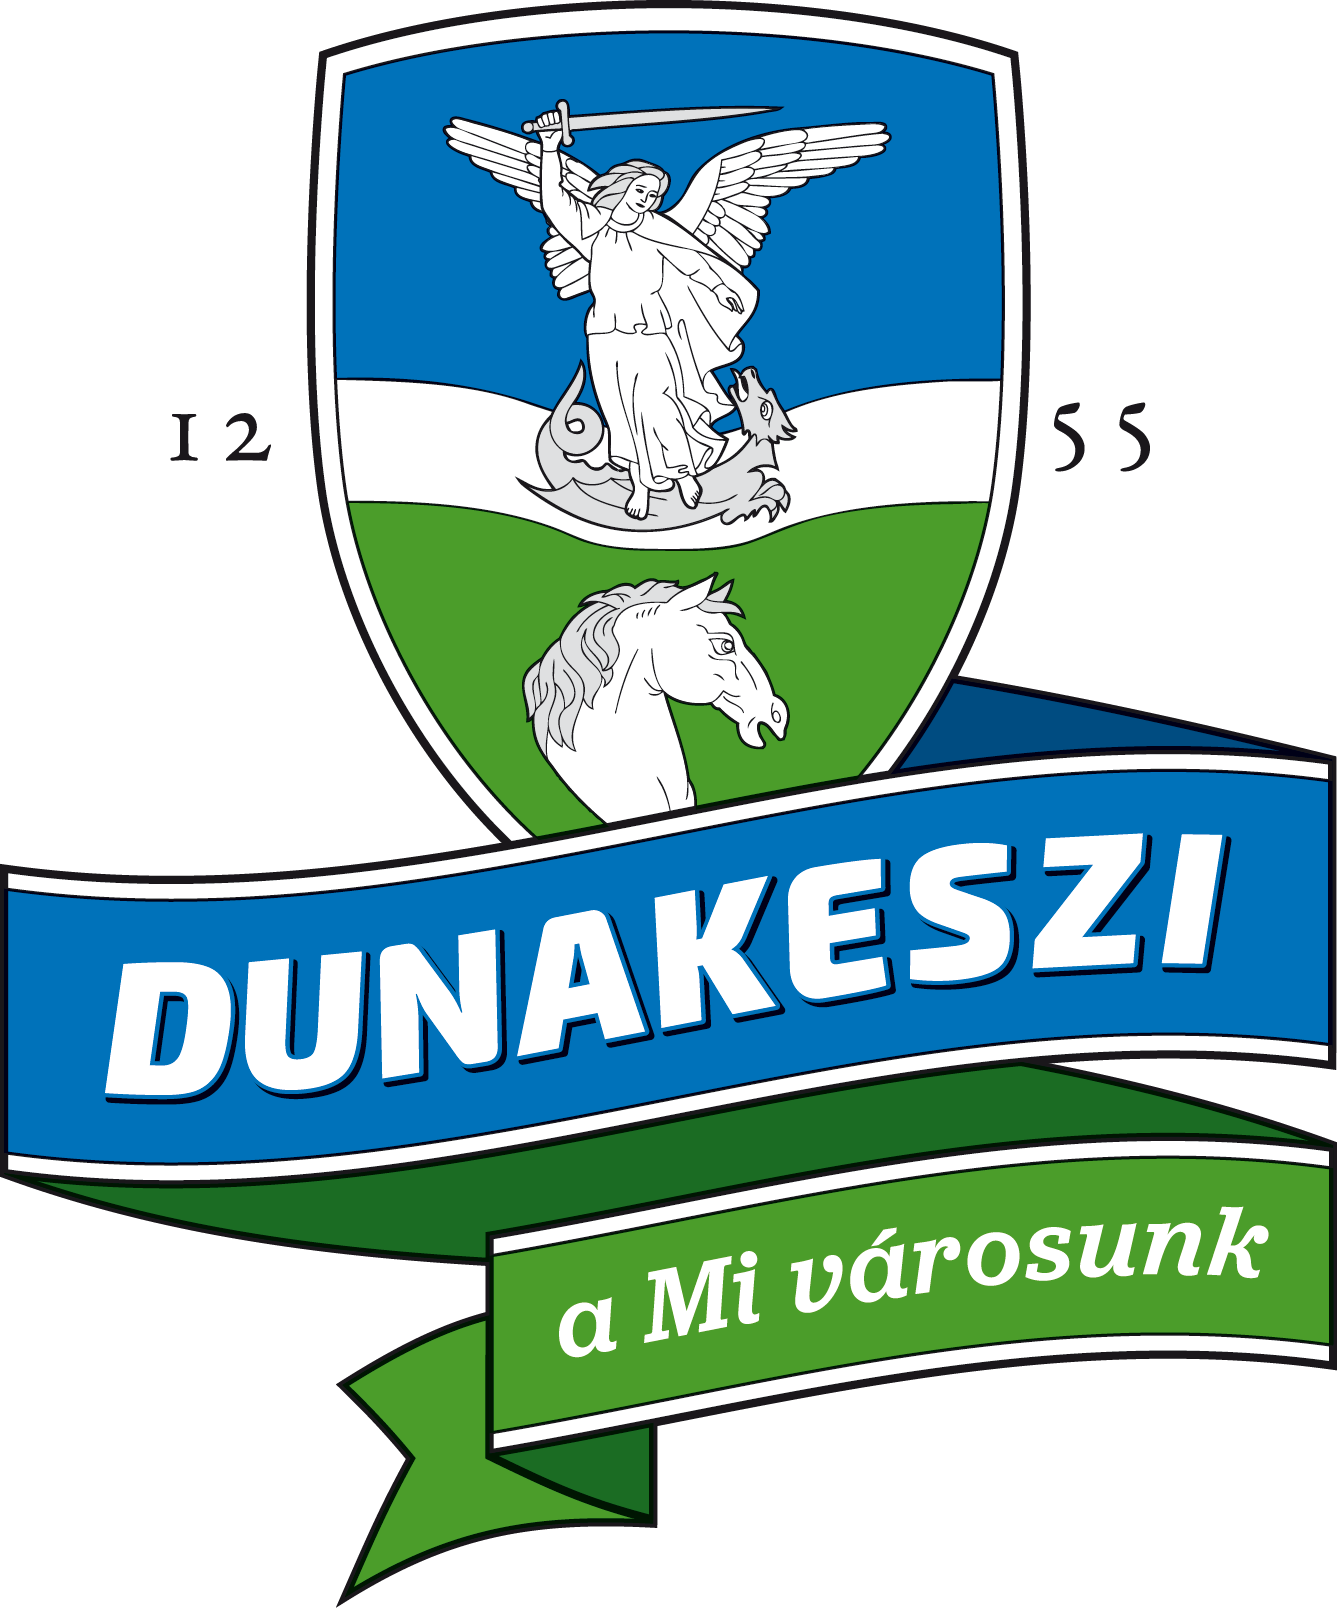 12 55
DUNAKESZI
a Mi városunk